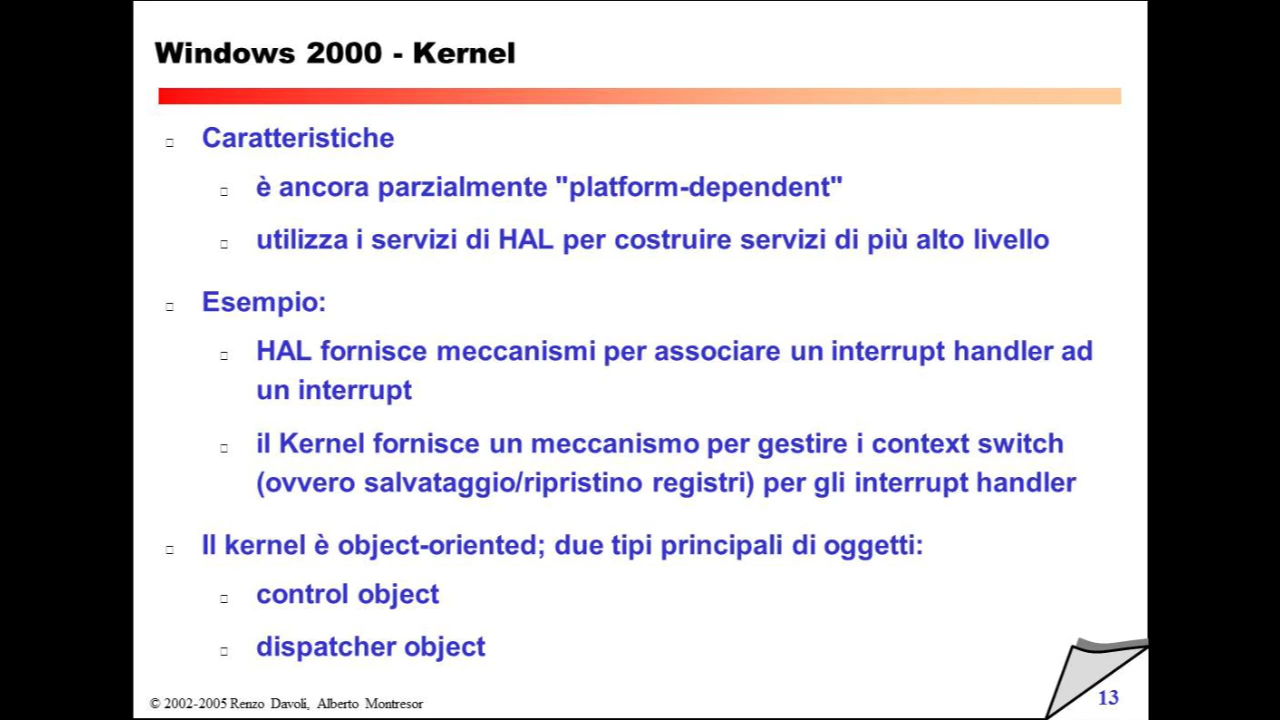 Windows 2000 - Kernel
Caratteristiche
è ancora parzialmente "platform-dependent"
utilizza i servizi di HAL per costruire servizi di più alto livello
Esempio:
HAL fornisce meccanismi per associare un interrupt handler ad
un interrupt
il Kernel fornisce un meccanismo per gestire i context switch
(ovvero salvataggio/ripristino registri) per gli interrupt handler
Il kernel è object-oriented; due tipi principali di oggetti:
control object
dispatcher object
© 2002-2005 Renzo Davoli, Alberto Montresor
13